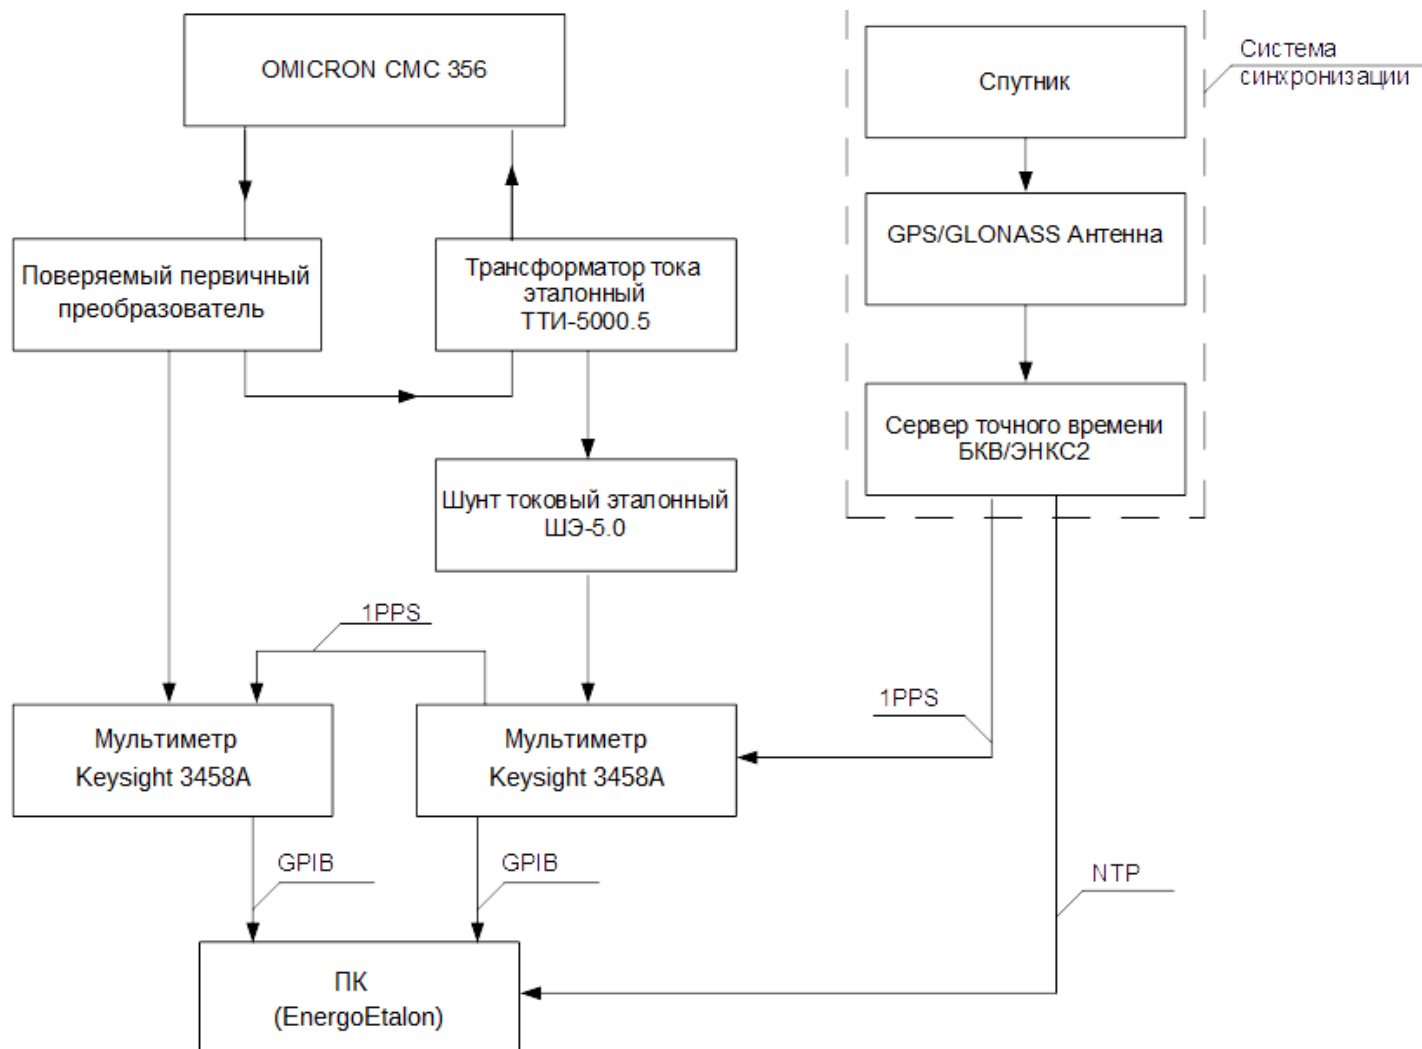 OMICRON CMC 356
Спутник
Система
синхронизации
GPS/GLONASS Антенна
Поверяемый первичный
преобразователь
Трансформатор тока
эталонный
ТТИ-5000.5
Сервер точного времени
БКВ/ЭНКС2
Шунт токовый эталонный
ШЭ-5.0
1PPS
1PPS
Мультиметр
Keysight 3458A
Мультиметр
Keysight 3458A
GPIB
GPIB
NTP
ПК
(EnergoEtalon)